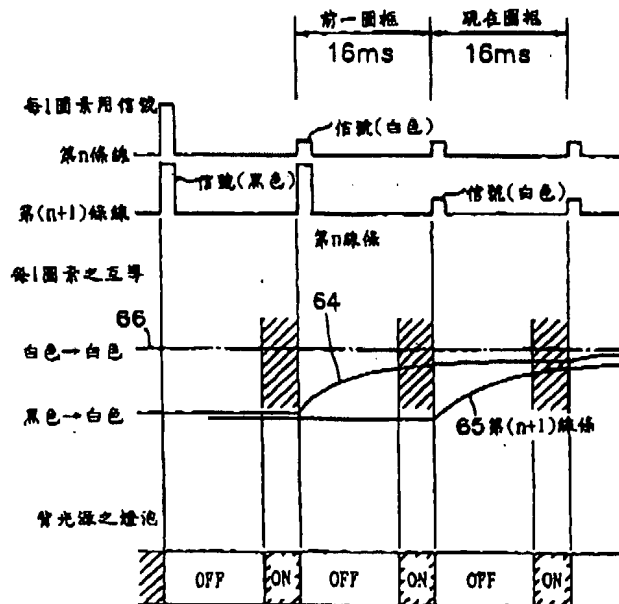 前一圖框 現在圖框
16ms 16ms
每1圖素用信號
信號(白色)
第n條線
信號(黑色)
信號(白色)
第(n+1)條線
第n線條
每1圖素之互導
66 64
白色→白色
黑色→白色
65第(n+1)線條
背光源之燈泡
OFF ON OFF ON OFF ON